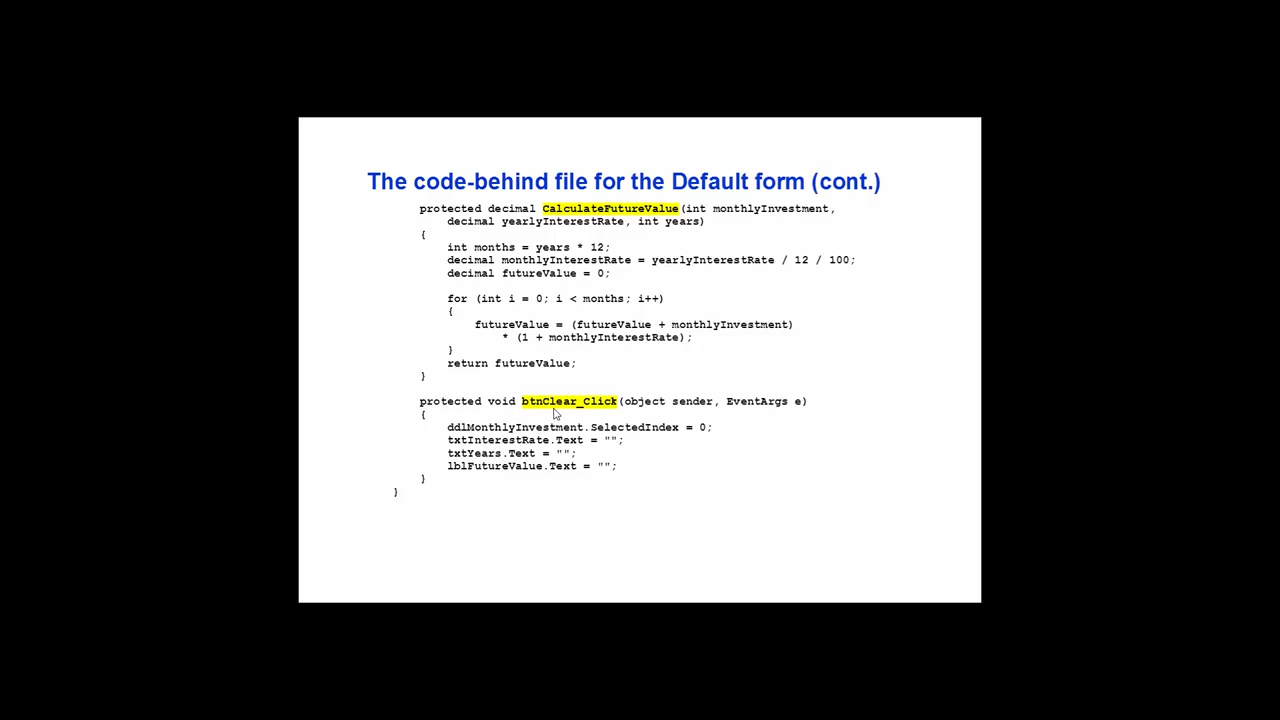 The code-behind file for the Default form (cont.)
protected decimal CalculateFutureValue(int monthlyInvestment,
decimal yearlyInterestRate, int years)
{
int months = years * 12;
decimal monthlyInterestRate = yearlyInterestRate / 12 / 100;
decimal futureValue = 0;
for (int i = 0; i < months; i++)
{
futureValue = (futureValue + monthlyInvestment)
* (1 + monthlyInterestRate);
}
return futureValue;
}
protected void btnClear_Click(object sender, EventArgs e)
{
ddlMonthlyInvestment.SelectedIndex = 0;
txtInterestRate.Text = "";
txtYears.Text = "";
lblFutureValue.Text = "";
}
}